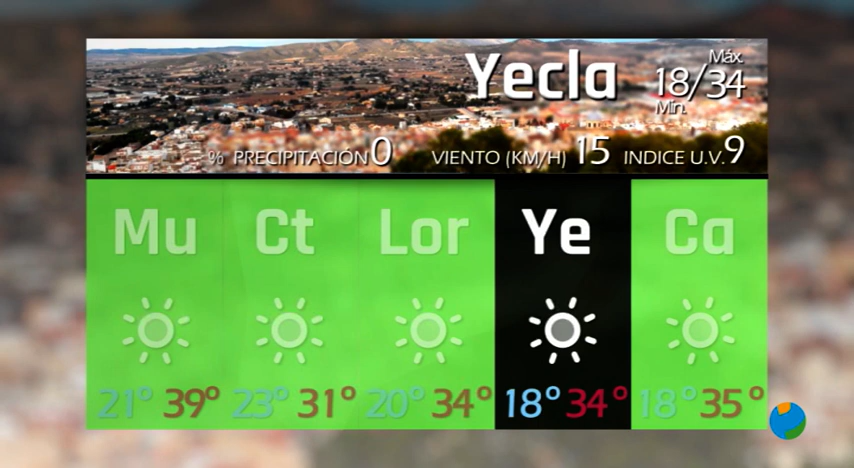 Máx.
Yecla 18/34
Mín.
% PRECIPITACIÓN 0 VIENTO (KM/H) 15 INDICE U.V. 9
Mu Ct Lor Ye Ca
21° 39° 23° 31° 20° 34° 18° 34° 18° 35°